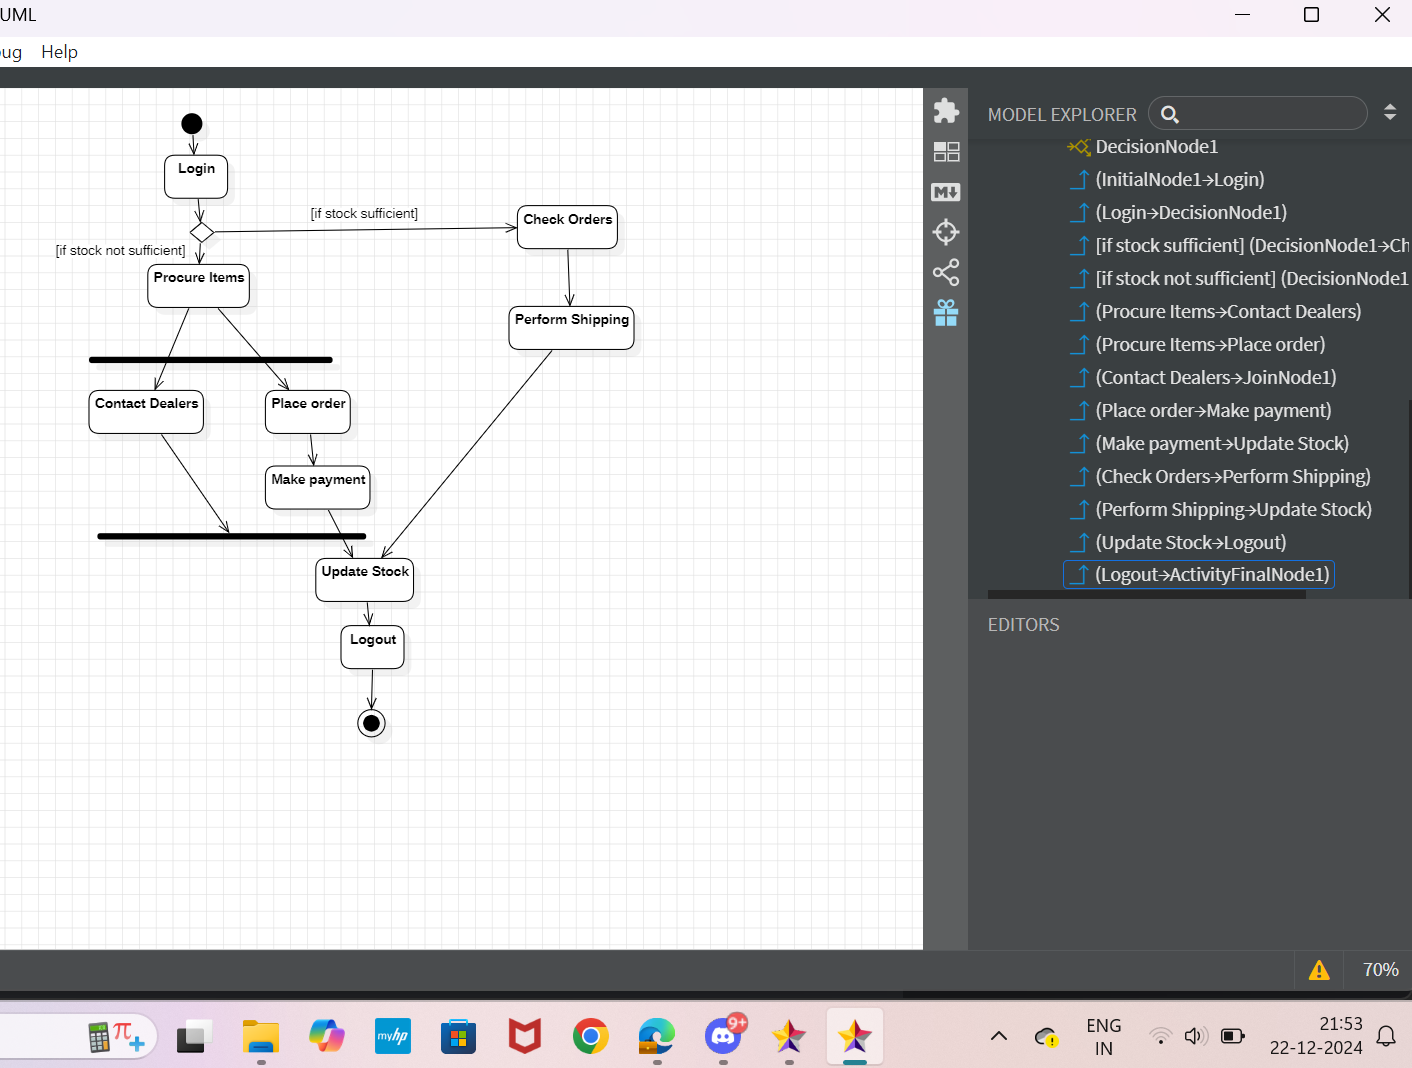 UML
ug Help
Login
[if stock sufficient]
Check Orders
[if stock not sufficient]
Procure Items
Perform Shipping
Contact Dealers
Place order
Make payment
Update Stock
Logout
M
MODEL EXPLORER
DecisionNode1
(InitialNode1→Login)
(Login→DecisionNode1)
[if stock sufficient] (DecisionNode1→Ch
[if stock not sufficient] (DecisionNode1
(Procure Items→Contact Dealers)
(Procure Items→Place order)
(Contact Dealers→JoinNode1)
(Place order→Make payment)
(Make payment→Update Stock)
(Check Orders→Perform Shipping)
(Perform Shipping→Update Stock)
(Update Stock→Logout)
(Logout→ActivityFinalNode1)
EDITORS
70%
π
myhp
9+
ENG
IN
21:53
22-12-2024